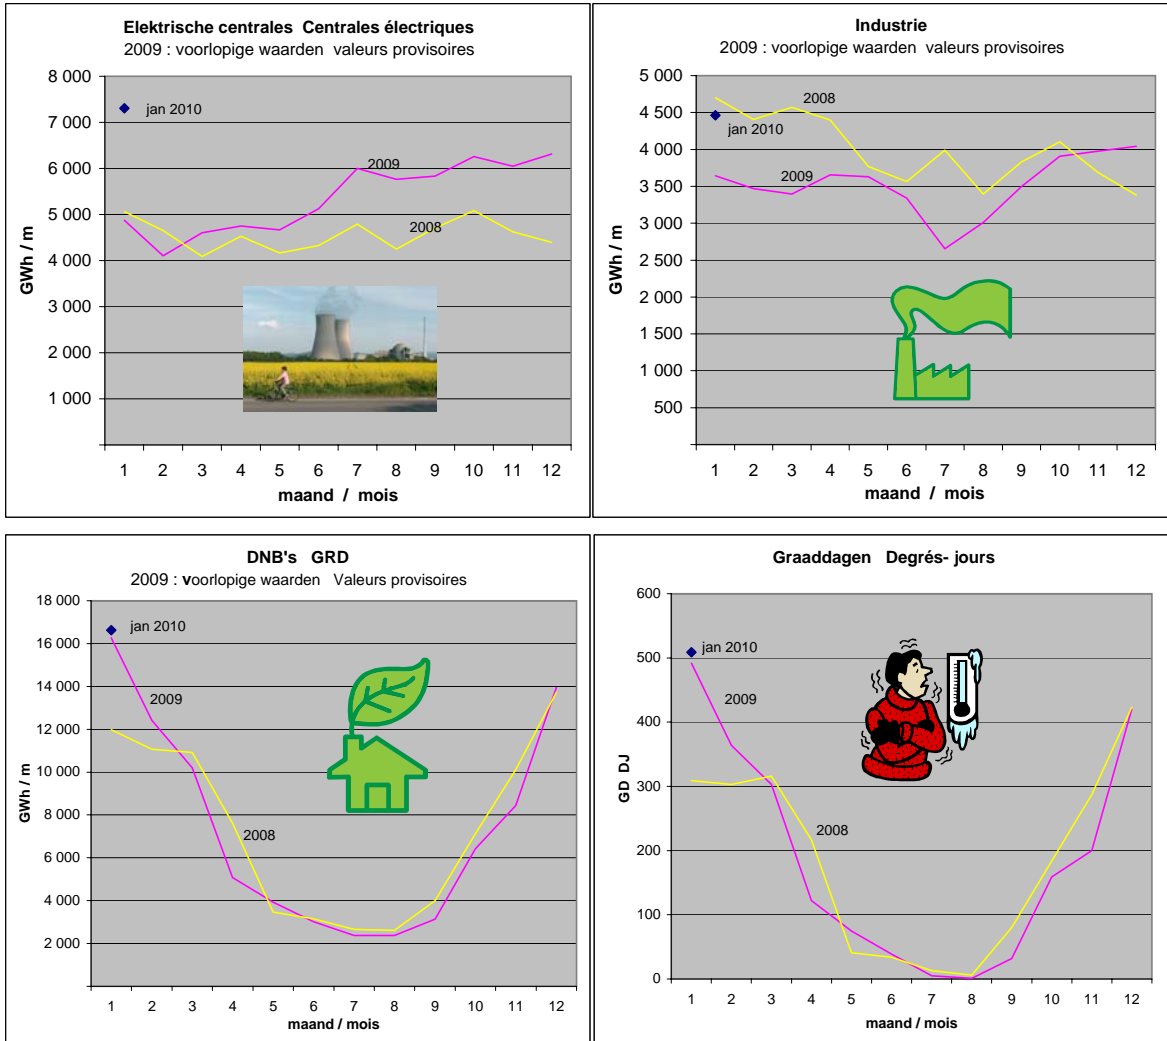 Elektrische centrales Centrales électriques
2009 : voorlopige waarden valeurs provisoires
8 000
7 000
6 000
5 000
4 000
3 000
2 000
1 000
GWh / m
jan 2010
2009
2008
1 2 3 4 5 6 7 8 9 10 11 12
maand / mois
Industrie
2009 : voorlopige waarden valeurs provisoires
5 000
4 500
4 000
3 500
3 000
2 500
2 000
1 500
1 000
500
GWh / m
2008
jan 2010
2009
1 2 3 4 5 6 7 8 9 10 11 12
maand / mois
DNB's GRD
2009 : voorlopige waarden Valeurs provisoires
18 000
16 000
14 000
12 000
10 000
8 000
6 000
4 000
2 000
GWh / m
jan 2010
2009
2008
1 2 3 4 5 6 7 8 9 10 11 12
maand / mois
Graaddagen Degrés- jours
600
500
400
300
200
100
0
GD DJ
jan 2010
2009
2008
1 2 3 4 5 6 7 8 9 10 11 12
maand / mois